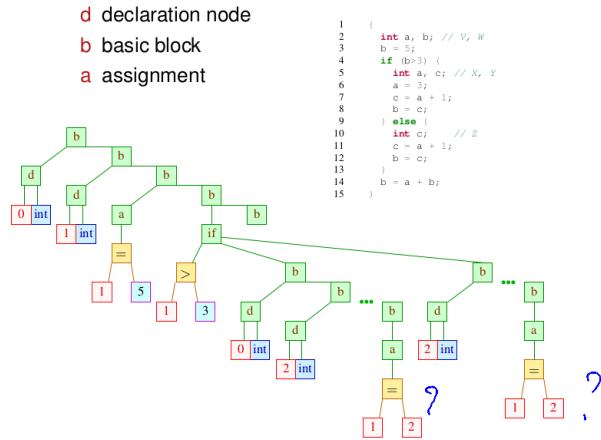 d declaration node
b basic block
a assignment
1 {
2 int a, b; // V, W
3 b = 5;
4 if (b>3) {
5 int a, c; // X, Y
6 a = 3;
7 c = a + 1;
8 b = c;
9 } else {
10 int c; // Z
11 c = a + 1;
12 b = c;
13 }
14 b = a + b;
15 }
b
d b
0 int d b
1 int a b
= if b
1 5 > b b ... b
1 3 d b ... b d a
0 int d a 2 int =
2 int = ? 1 2 ?
1 2